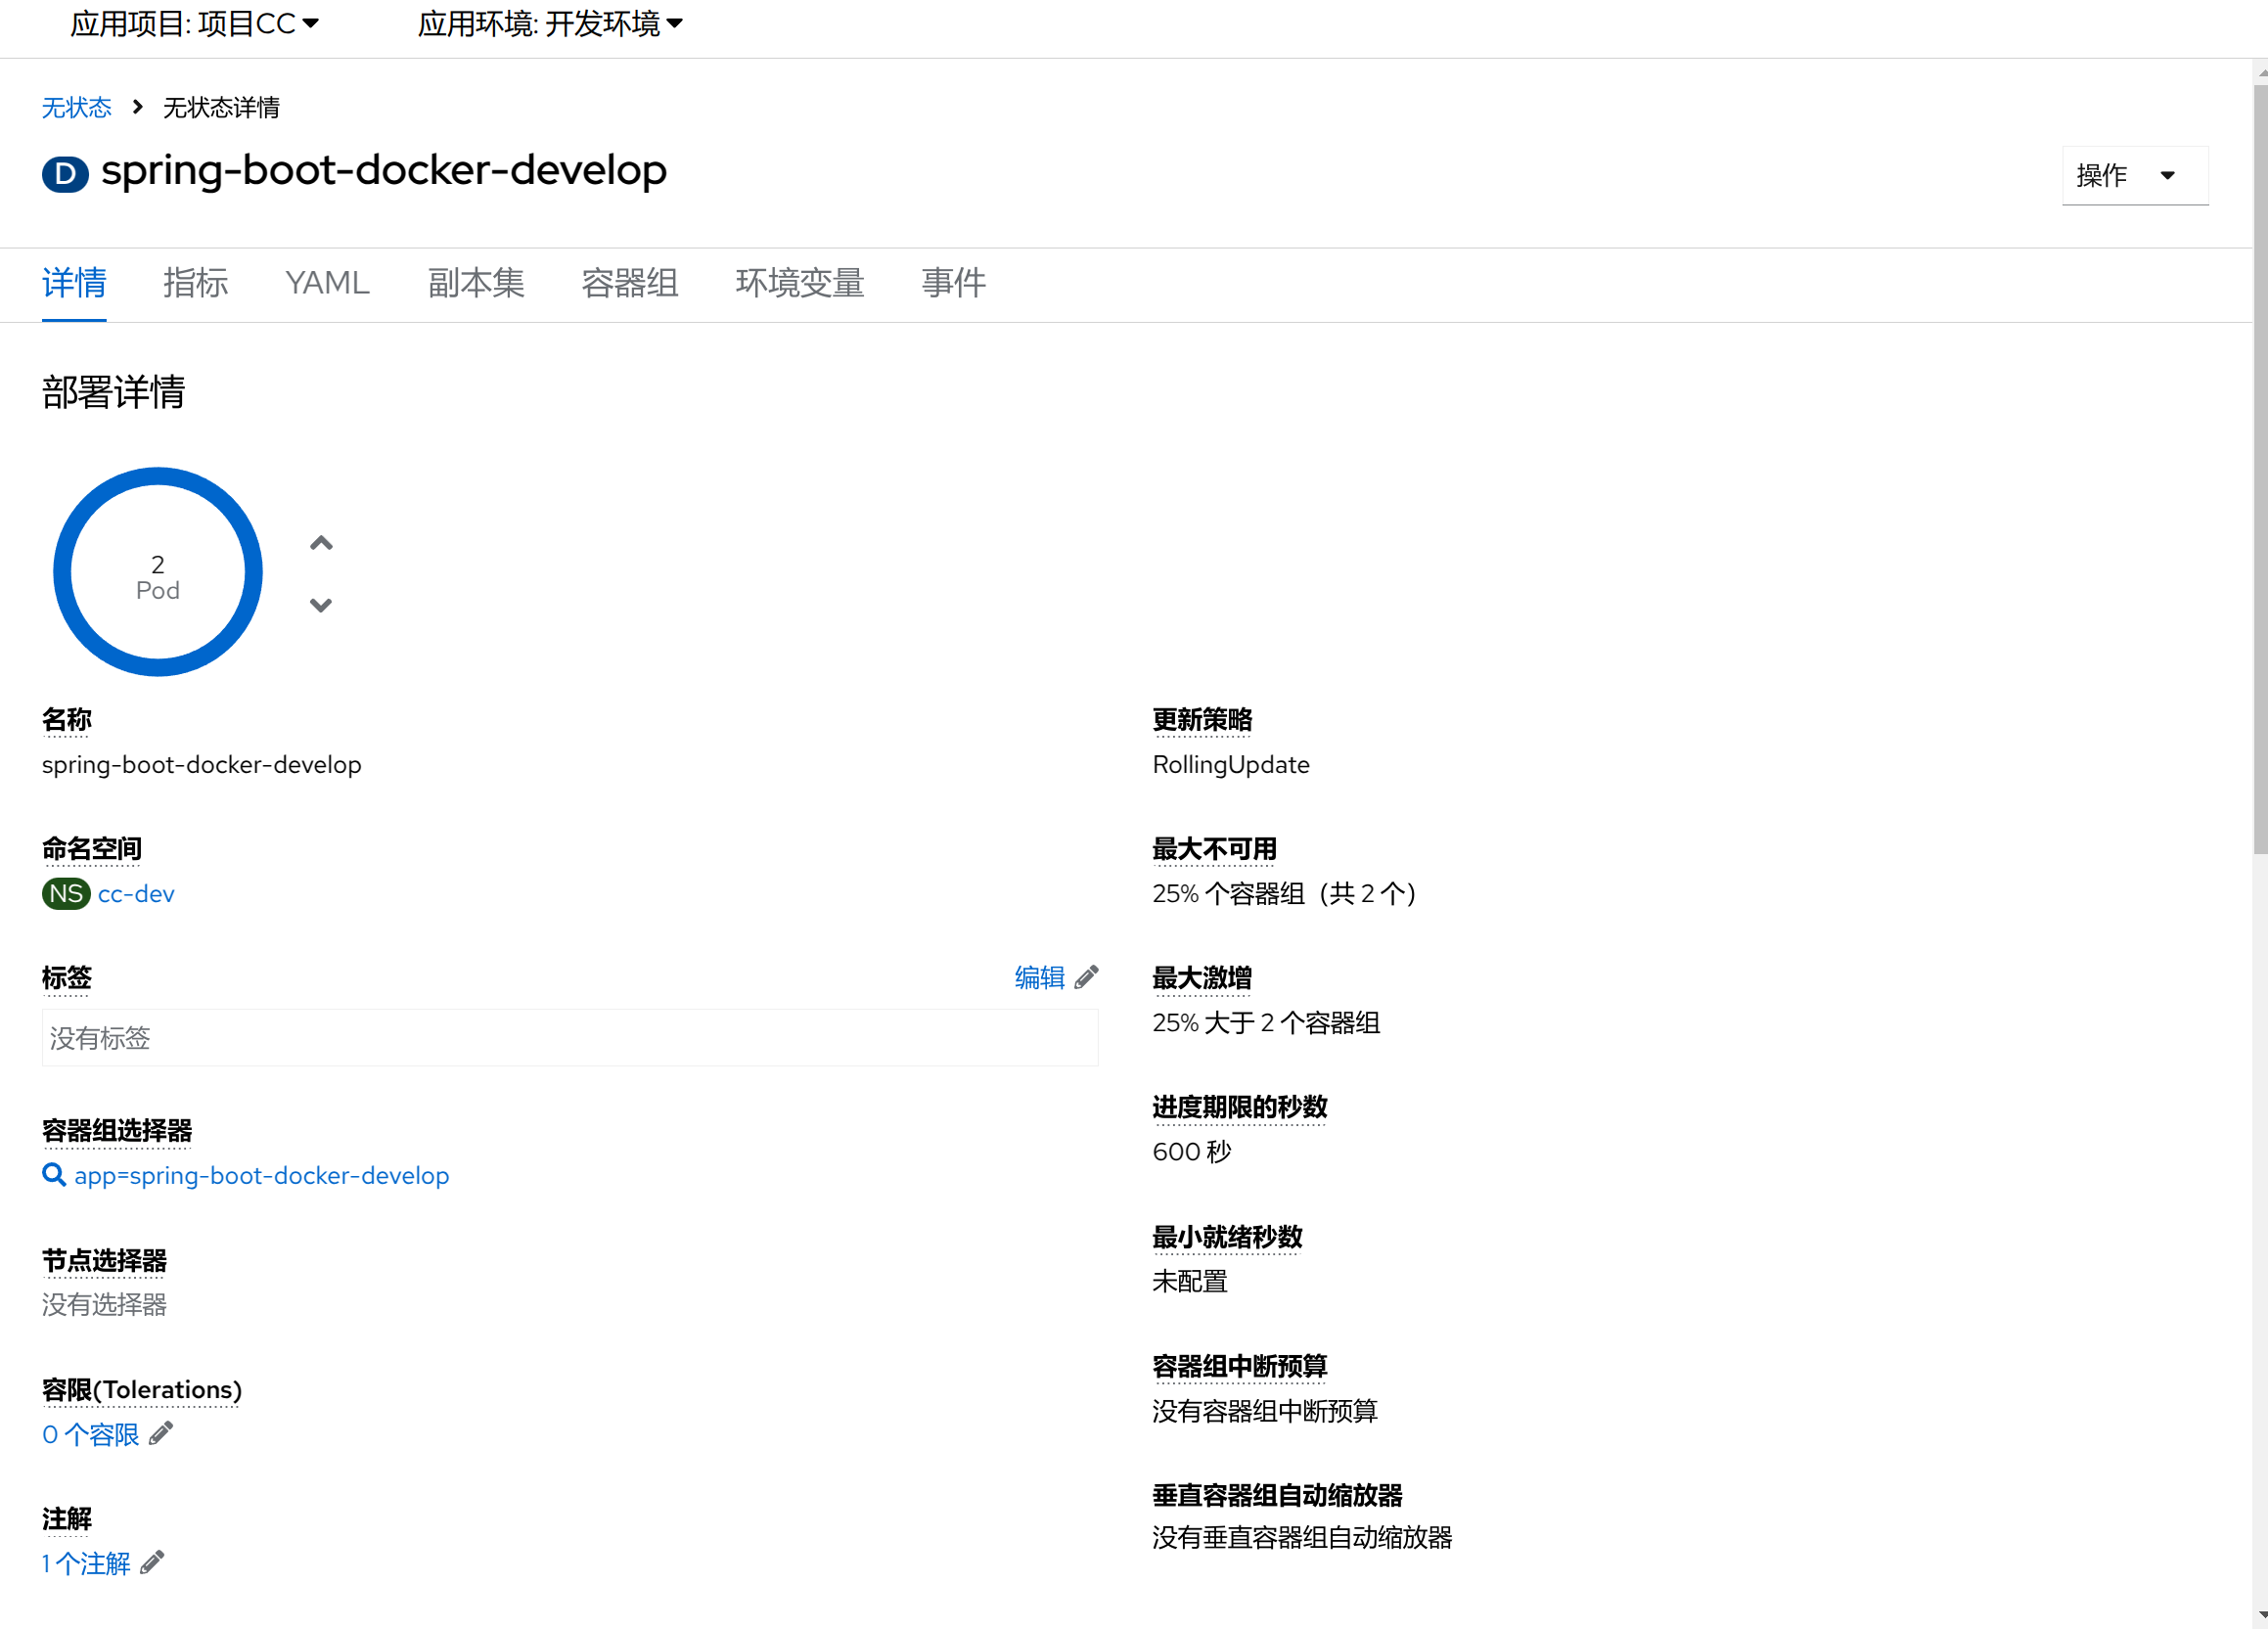 应用项目: 项目CC 应用环境: 开发环境
无状态 无状态详情
D spring-boot-docker-develop
操作
详情 指标 YAML 副本集 容器组 环境变量 事件
部署详情
2
Pod
名称
spring-boot-docker-develop
命名空间
NS cc-dev
标签 编辑
没有标签
容器组选择器
app=spring-boot-docker-develop
节点选择器
没有选择器
容限(Tolerations)
0 个容限
注解
1 个注解
更新策略
RollingUpdate
最大不可用
25% 个容器组（共 2 个）
最大激增
25% 大于 2 个容器组
进度期限的秒数
600 秒
最小就绪秒数
未配置
容器组中断预算
没有容器组中断预算
垂直容器组自动缩放器
没有垂直容器组自动缩放器